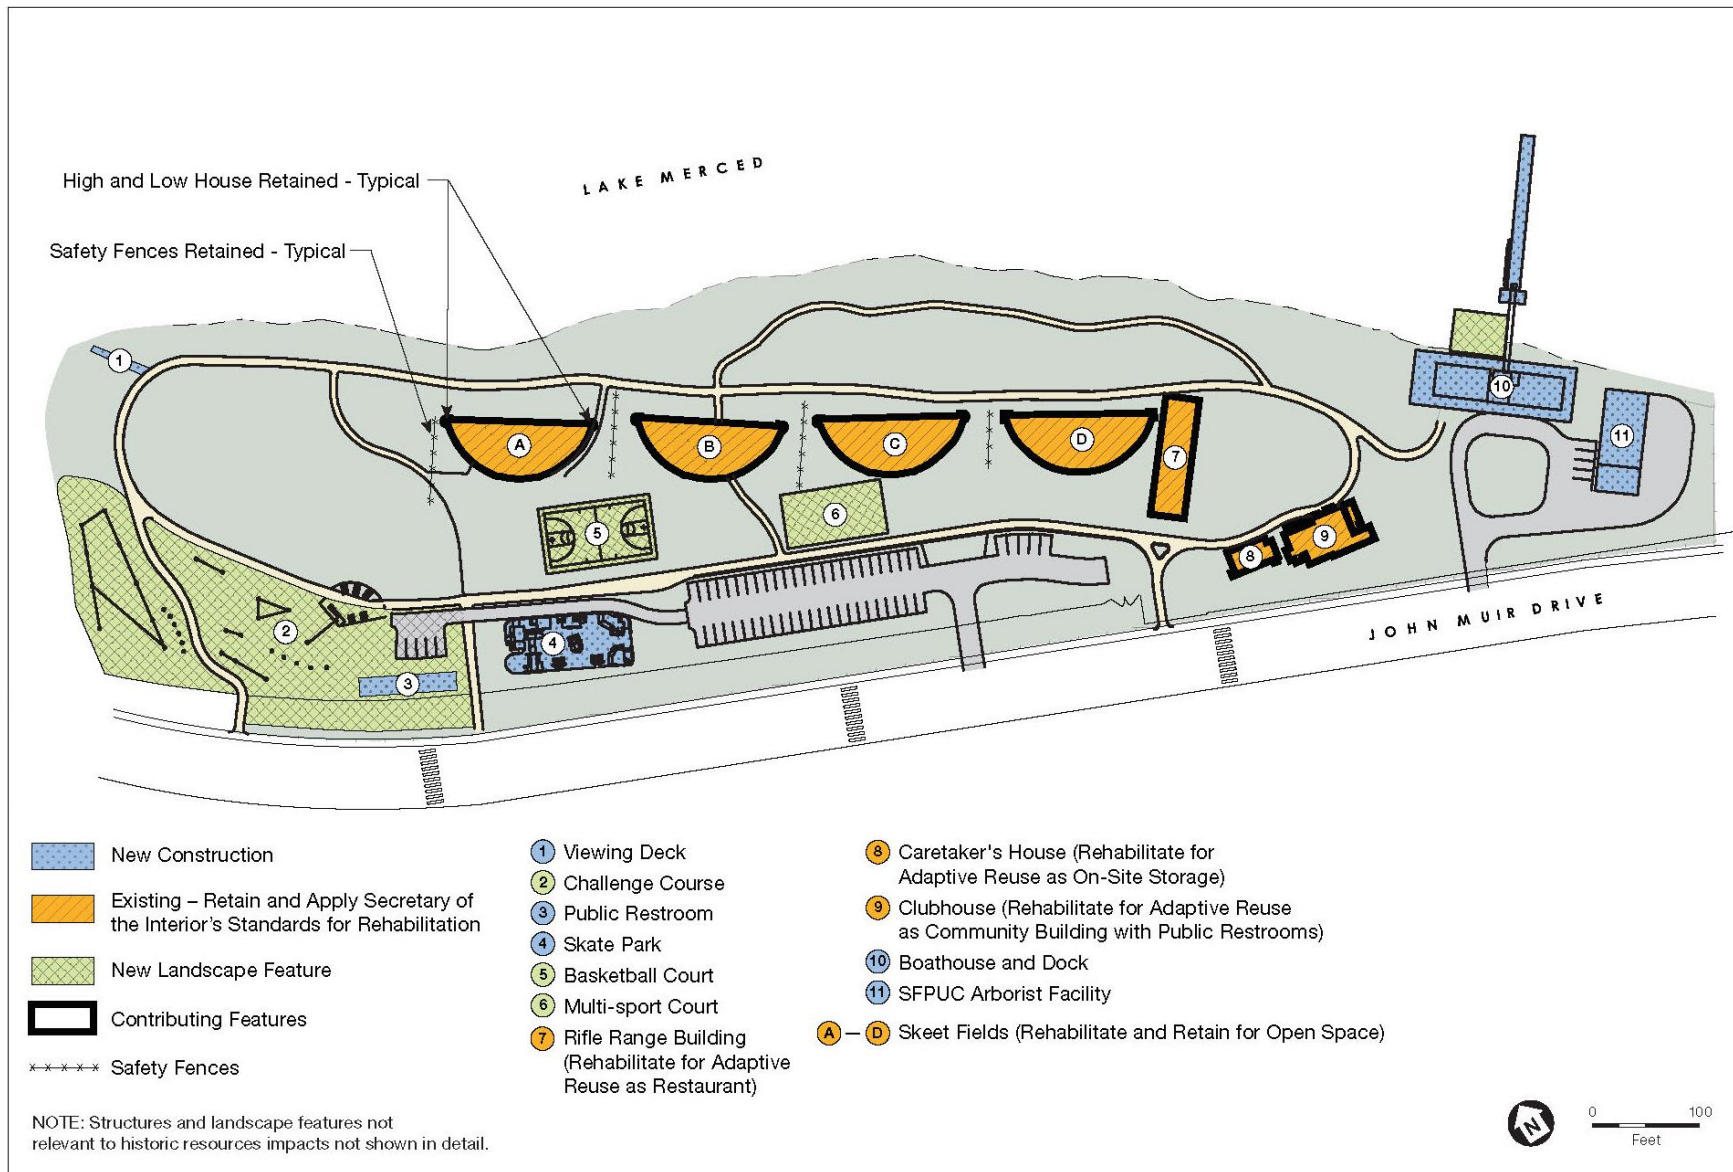 LAKE MERCED
High and Low House Retained - Typical
Safety Fences Retained - Typical
1
10
11
A
B
C
D
7
6
5
9
8
2
4
3
JOHN MUIR DRIVE
New Construction
Existing – Retain and Apply Secretary of
the Interior's Standards for Rehabilitation
New Landscape Feature
Contributing Features
Safety Fences
1 Viewing Deck
2 Challenge Course
3 Public Restroom
4 Skate Park
5 Basketball Court
6 Multi-sport Court
7 Rifle Range Building
(Rehabilitate for Adaptive
Reuse as Restaurant)
8 Caretaker's House (Rehabilitate for
Adaptive Reuse as On-Site Storage)
9 Clubhouse (Rehabilitate for Adaptive Reuse
as Community Building with Public Restrooms)
10 Boathouse and Dock
11 SFPUC Arborist Facility
A – D Skeet Fields (Rehabilitate and Retain for Open Space)
NOTE: Structures and landscape features not
relevant to historic resources impacts not shown in detail.
N
0 100
Feet